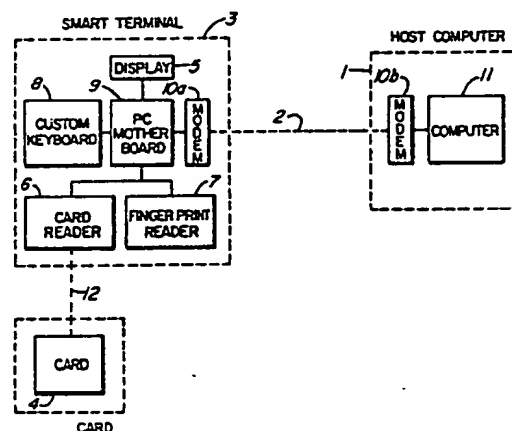 SMART TERMINAL
3
HOST COMPUTER
DISPLAY
5
8
9
10a
1
10b
11
CUSTOM
KEYBOARD
PC
MOTHER
BOARD
MODEM
2
MODEM
COMPUTER
6
7
CARD
READER
FINGER PRINT
READER
12
CARD
4
CARD